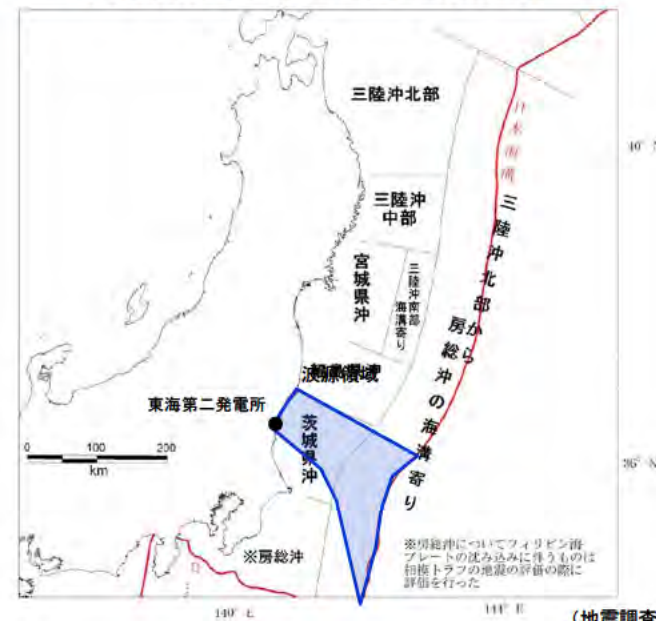 三陸沖北部
日本海溝
40° N
三陸沖
中部
三陸沖北部から
房総沖の海溝寄り
宮城県沖
三陸沖南部
海溝寄り
波源領域
東海第二発電所
茨城県沖
0 100 200
km
36° N
※房総沖
※房総沖についてフィリピン海
プレートの沈み込みに伴うものは
相模トラフの地震の評価の際に
評価を行った
140° E
144° E
(地震調査